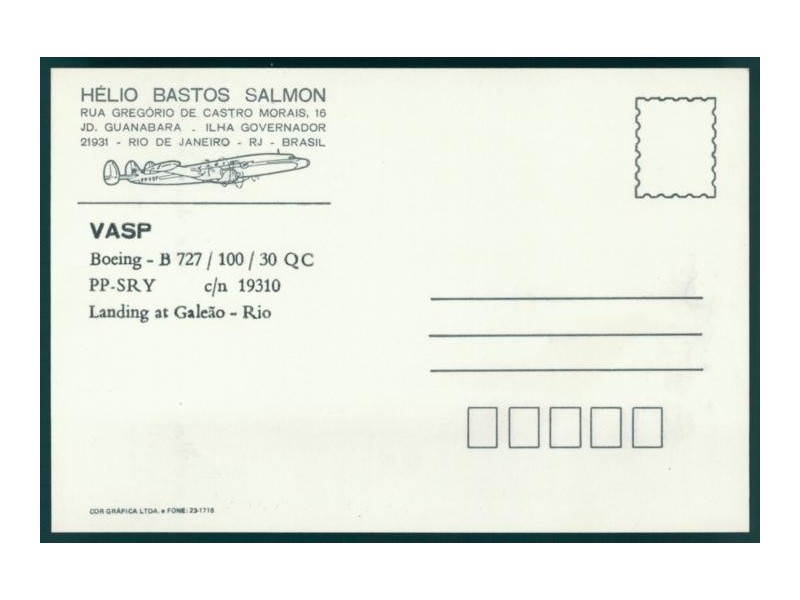 HÉLIO BASTOS SALMON
RUA GREGÓRIO DE CASTRO MORAIS, 16
JD. GUANABARA . ILHA GOVERNADOR
21931 - RIO DE JANEIRO - RJ - BRASIL
VASP
Boeing - B 727 / 100 / 30 QC
PP-SRY c/n 19310
Landing at Galeão - Rio
COR GRÁFICA LTDA. • FONE: 23-1718